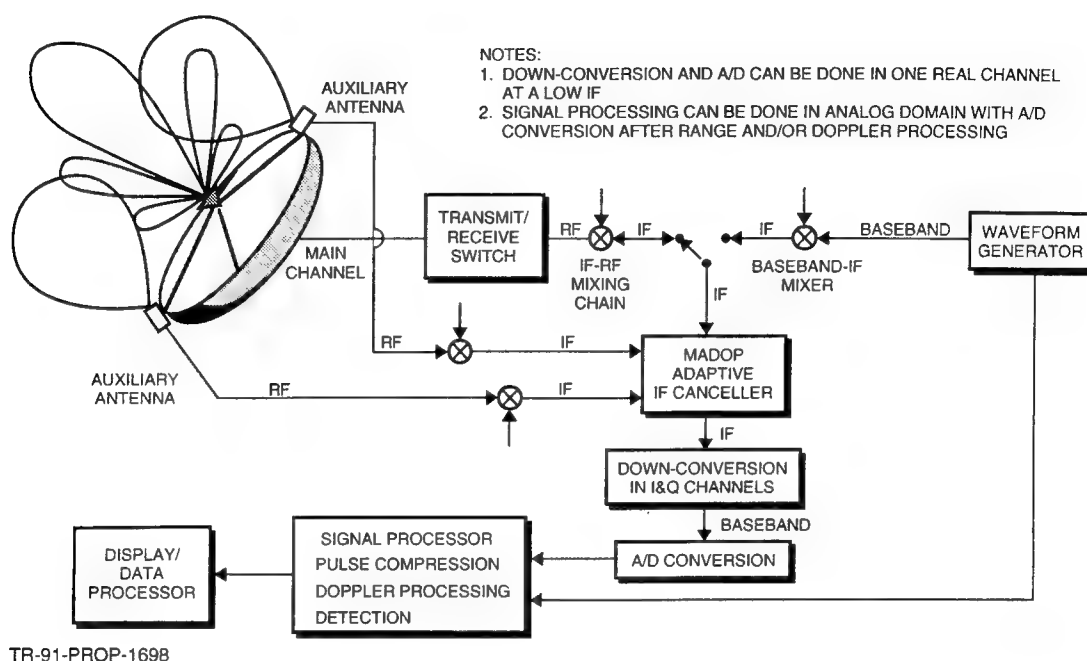 NOTES:
1. DOWN-CONVERSION AND A/D CAN BE DONE IN ONE REAL CHANNEL
AT A LOW IF
2. SIGNAL PROCESSING CAN BE DONE IN ANALOG DOMAIN WITH A/D
CONVERSION AFTER RANGE AND/OR DOPPLER PROCESSING
AUXILIARY
ANTENNA
MAIN
CHANNEL
TRANSMIT/
RECEIVE
SWITCH
RF
IF
IF-RF
MIXING
CHAIN
IF
BASEBAND-IF
MIXER
BASEBAND
WAVEFORM
GENERATOR
IF
RF
IF
MADOP
ADAPTIVE
IF CANCELLER
AUXILIARY
ANTENNA
RF
IF
IF
DOWN-CONVERSION
IN I&Q CHANNELS
BASEBAND
A/D CONVERSION
SIGNAL PROCESSOR
PULSE COMPRESSION
DOPPLER PROCESSING
DETECTION
DISPLAY/
DATA
PROCESSOR
TR-91-PROP-1698